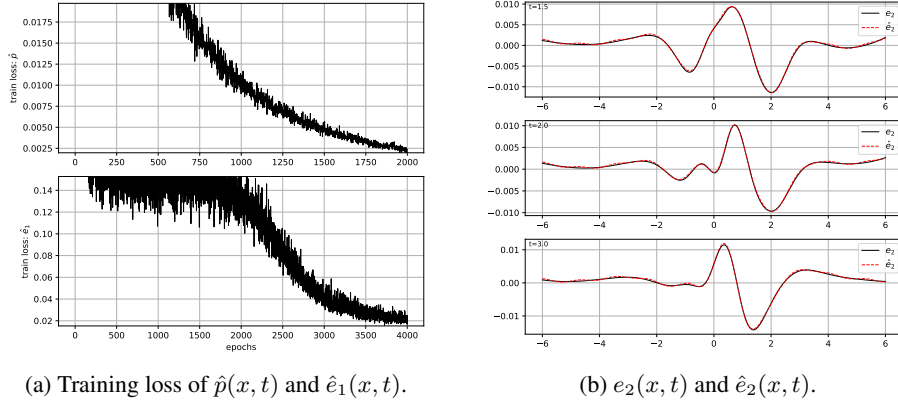 0.0175
0.0150
0.0125
0.0100
0.0075
0.0050
0.0025
train loss: p̂
0 250 500 750 1000 1250 1500 1750 2000
0.14
0.12
0.10
0.08
0.06
0.04
0.02
train loss: ê₁
0 500 1000 1500 2000 2500 3000 3500 4000
epochs
(a) Training loss of p̂(x, t) and ê₁(x, t).
t=1.5
e₂
ê₂
0.010
0.005
0.000
−0.005
−0.010
−6 −4 −2 0 2 4 6
t=2.0
e₂
ê₂
0.010
0.005
0.000
−0.005
−0.010
−6 −4 −2 0 2 4 6
t=3.0
e₂
ê₂
0.01
0.00
−0.01
−6 −4 −2 0 2 4 6
(b) e₂(x, t) and ê₂(x, t).